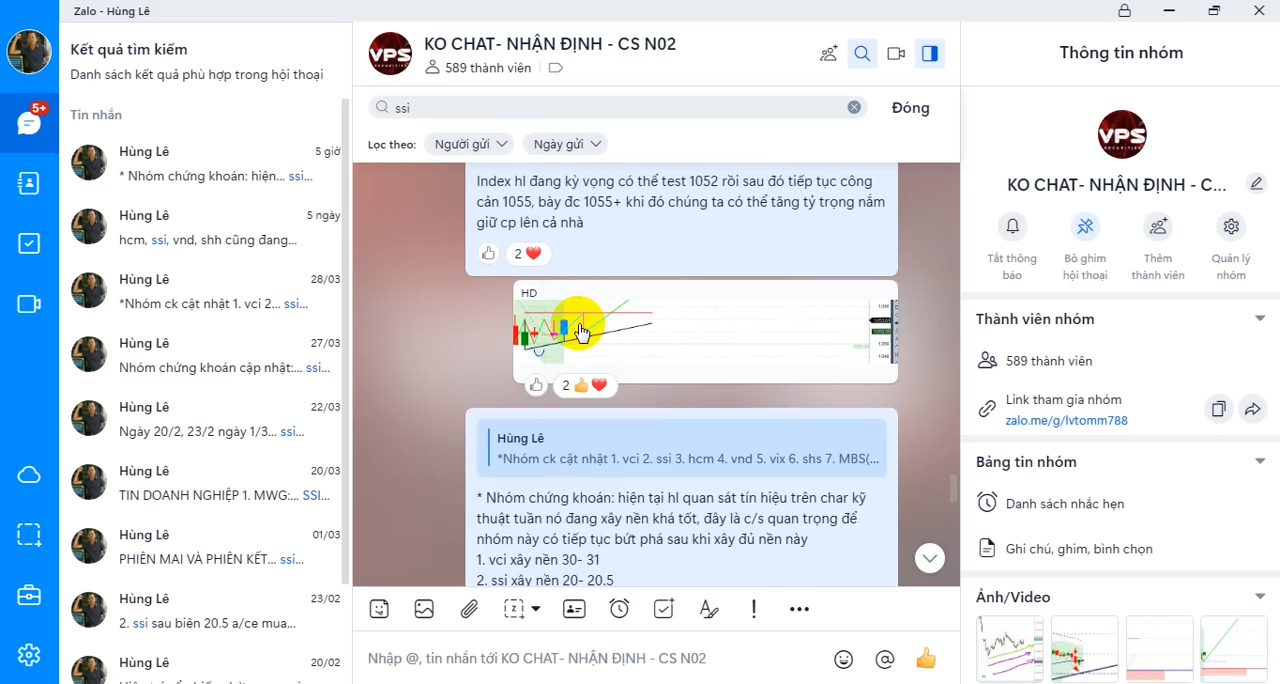 Zalo - Hùng Lê
Kết quả tìm kiếm
Danh sách kết quả phù hợp trong hội thoại
Tin nhắn
5+
Hùng Lê
5 giờ
* Nhóm chứng khoán: hiện... ssi...
Hùng Lê
5 ngày
hcm, ssi, vnd, shh cũng đang...
Hùng Lê
28/03
*Nhóm ck cật nhật 1. vci 2... ssi...
Hùng Lê
27/03
Nhóm chứng khoán cập nhật:... ssi...
Hùng Lê
22/03
Ngày 20/2, 23/2 ngày 1/3... ssi...
Hùng Lê
20/03
TIN DOANH NGHIỆP 1. MWG:... SSI...
Hùng Lê
01/03
PHIÊN MAI VÀ PHIÊN KẾT... ssi...
Hùng Lê
23/02
2. ssi sau biên 20.5 a/ce mua...
Hùng Lê
20/02
VPS
SECURITIES
KO CHAT- NHẬN ĐỊNH - CS N02
589 thành viên
ssi
Đóng
Lọc theo:
Người gửi
Ngày gửi
Index hl đang kỳ vọng có thể test 1052 rồi sau đó tiếp tục công
cản 1055, bày đc 1055+ khi đó chúng ta có thể tăng tỷ trọng nắm
giữ cp lên cả nhà
2
HD
2
Hùng Lê
*Nhóm ck cật nhật 1. vci 2. ssi 3. hcm 4. vnd 5. vix 6. shs 7. MBS(...
* Nhóm chứng khoán: hiện tại hl quan sát tín hiệu trên char kỹ
thuật tuần nó đang xây nền khá tốt, đây là c/s quan trọng để
nhóm này có tiếp tục bứt phá sau khi xây đủ nền này
1. vci xây nền 30- 31
2. ssi xây nền 20- 20.5
Nhập @, tin nhắn tới KO CHAT- NHẬN ĐỊNH - CS N02
Thông tin nhóm
VPS
SECURITIES
KO CHAT- NHẬN ĐỊNH - C...
Tắt thông
báo
Bỏ ghim
hội thoại
Thêm
thành viên
Quản lý
nhóm
Thành viên nhóm
589 thành viên
Link tham gia nhóm
zalo.me/g/lvtomm788
Bảng tin nhóm
Danh sách nhắc hẹn
Ghi chú, ghim, bình chọn
Ảnh/Video